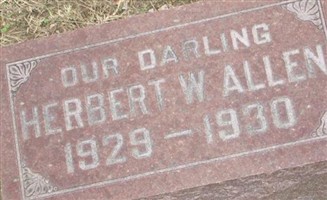 OUR DARLING
HERBERT W. ALLEN
1929 — 1930